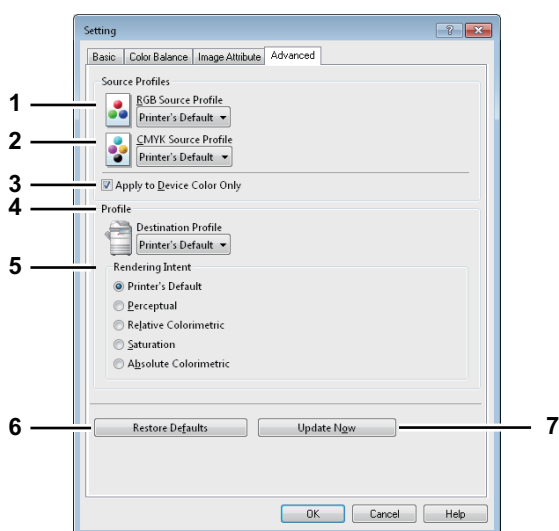 Setting
Basic Color Balance Image Attribute Advanced
Source Profiles
1
RGB Source Profile
Printer's Default
2
CMYK Source Profile
Printer's Default
3
Apply to Device Color Only
4
Profile
Destination Profile
Printer's Default
5
Rendering Intent
Printer's Default
Perceptual
Relative Colorimetric
Saturation
Absolute Colorimetric
6
Restore Defaults Update Now
7
OK Cancel Help